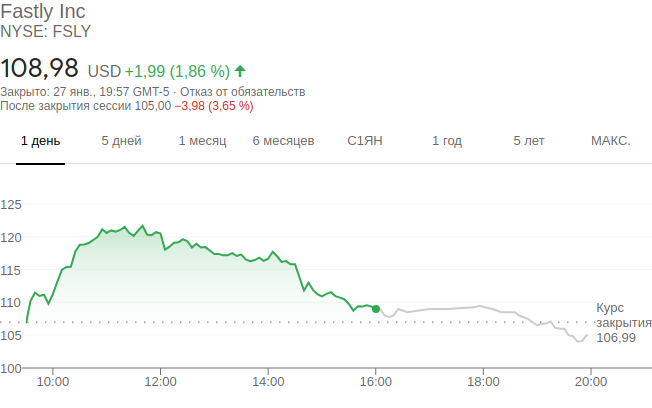 Fastly Inc
NYSE: FSLY
108,98 USD +1,99 (1,86 %)
Закрыто: 27 янв., 19:57 GMT-5 · Отказ от обязательств
После закрытия сессии 105,00 −3,98 (3,65 %)
1 день 5 дней 1 месяц 6 месяцев С1ЯН 1 год 5 лет МАКС.
125
120
115
110
105
100
Курс
закрытия
106,99
10:00 12:00 14:00 16:00 18:00 20:00